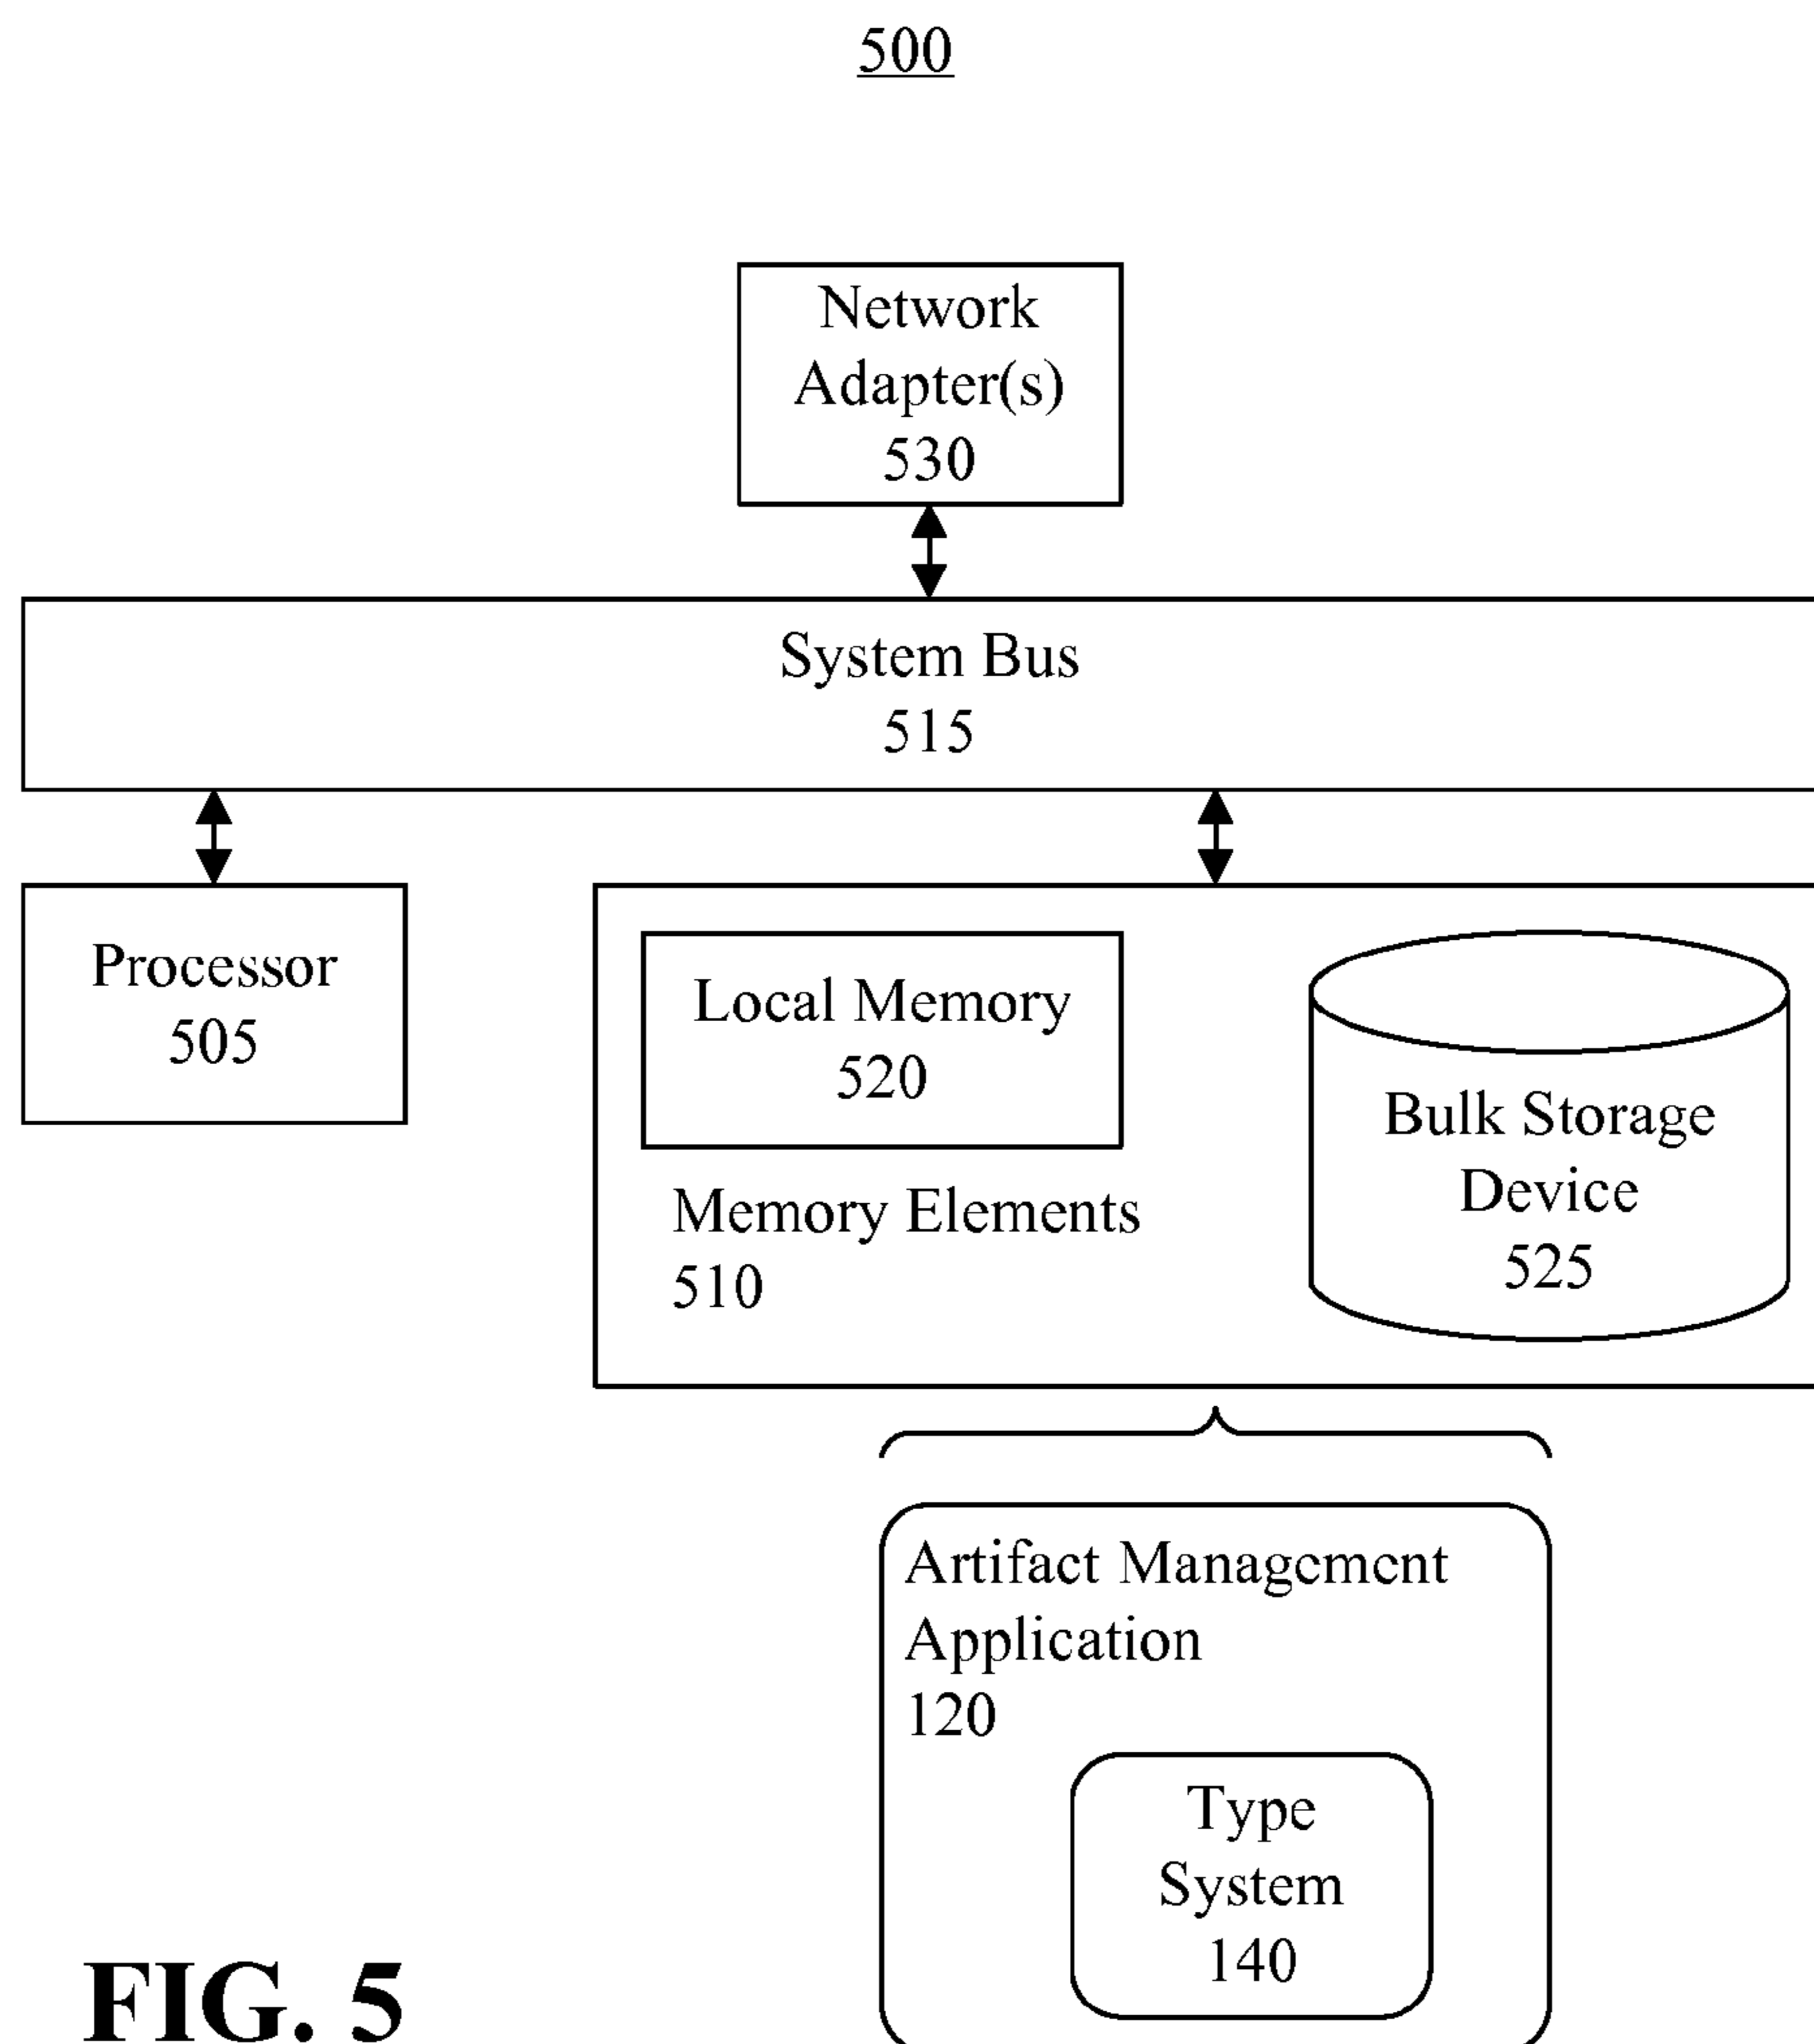 500
Network
Adapter(s)
530
System Bus
515
Processor
505
Local Memory
520
Memory Elements
510
Bulk Storage
Device
525
Artifact Management
Application
120
Type
System
140
FIG. 5